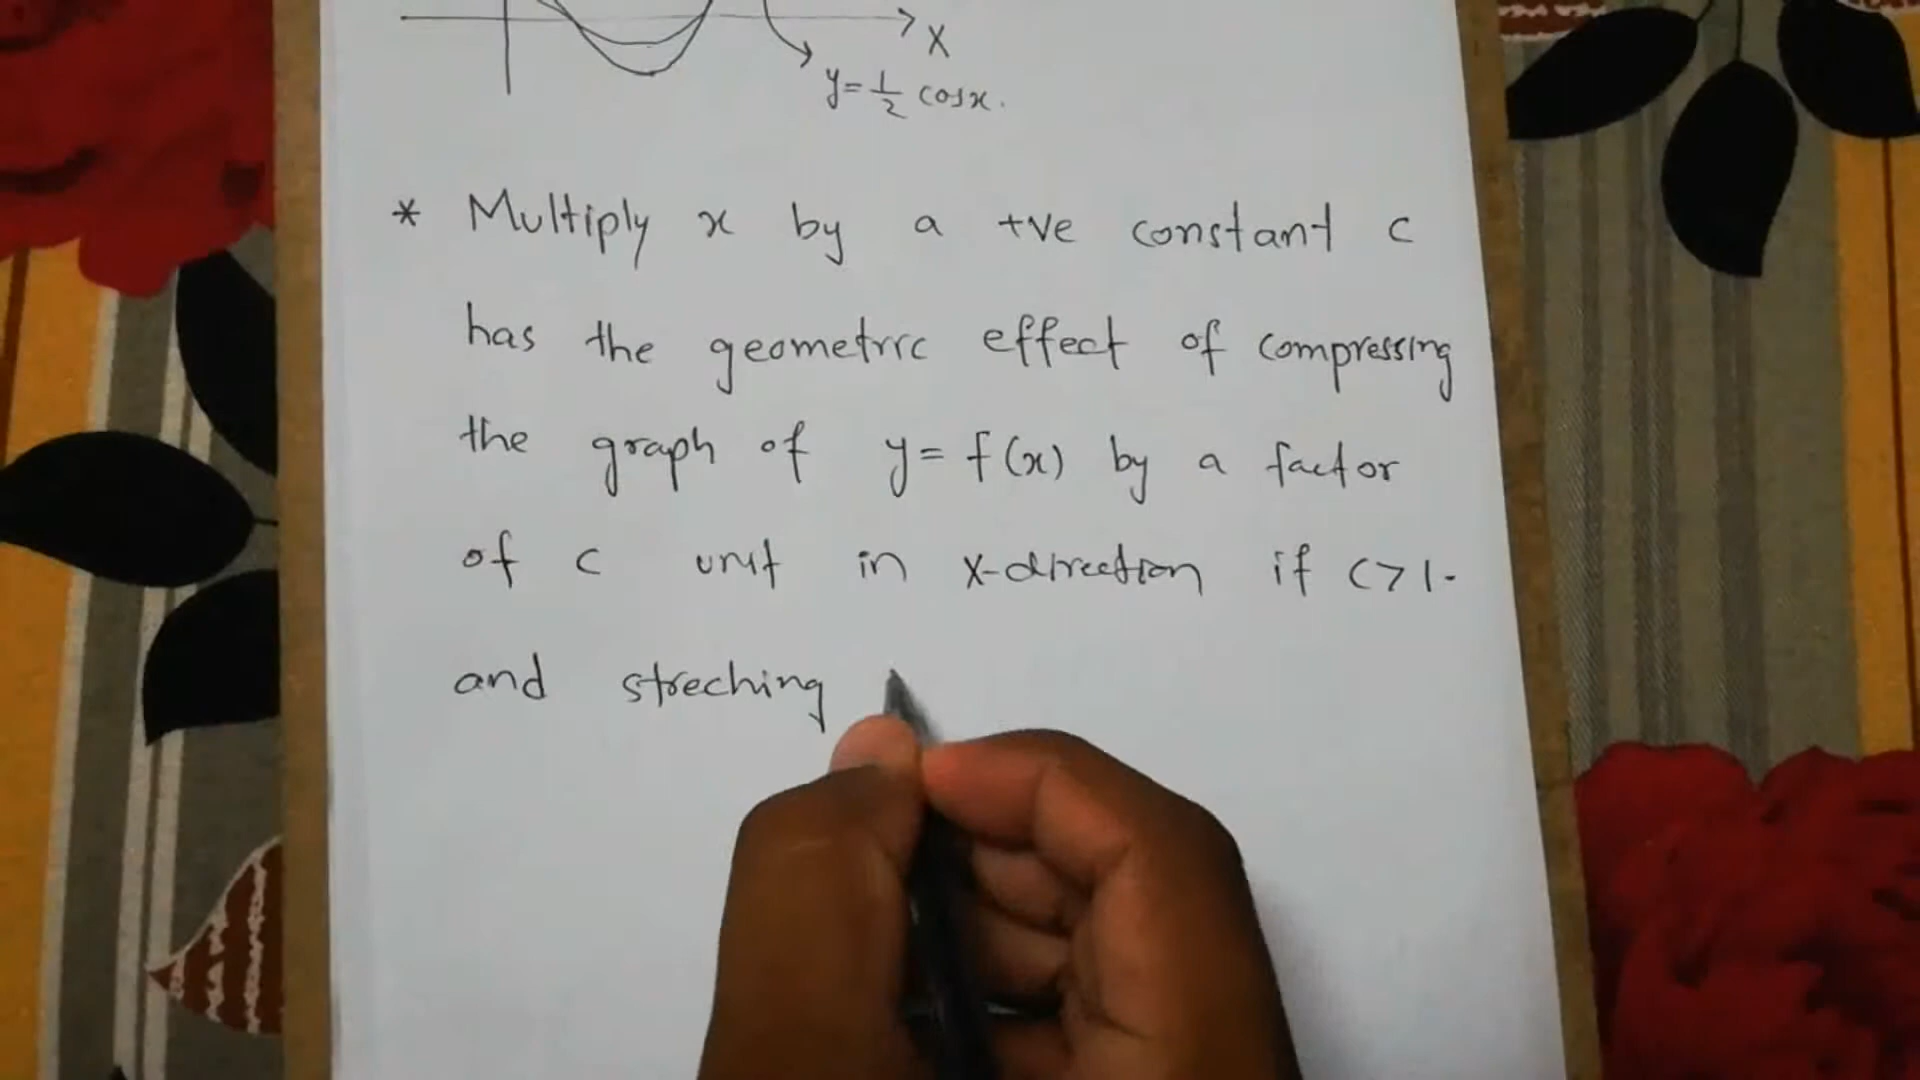 X
y = 1/2 cosx.
* Multiply x by a +ve constant c
has the geometric effect of compressing
the graph of y = f(x) by a factor
of c unit in x-direction if c>1.
and streching